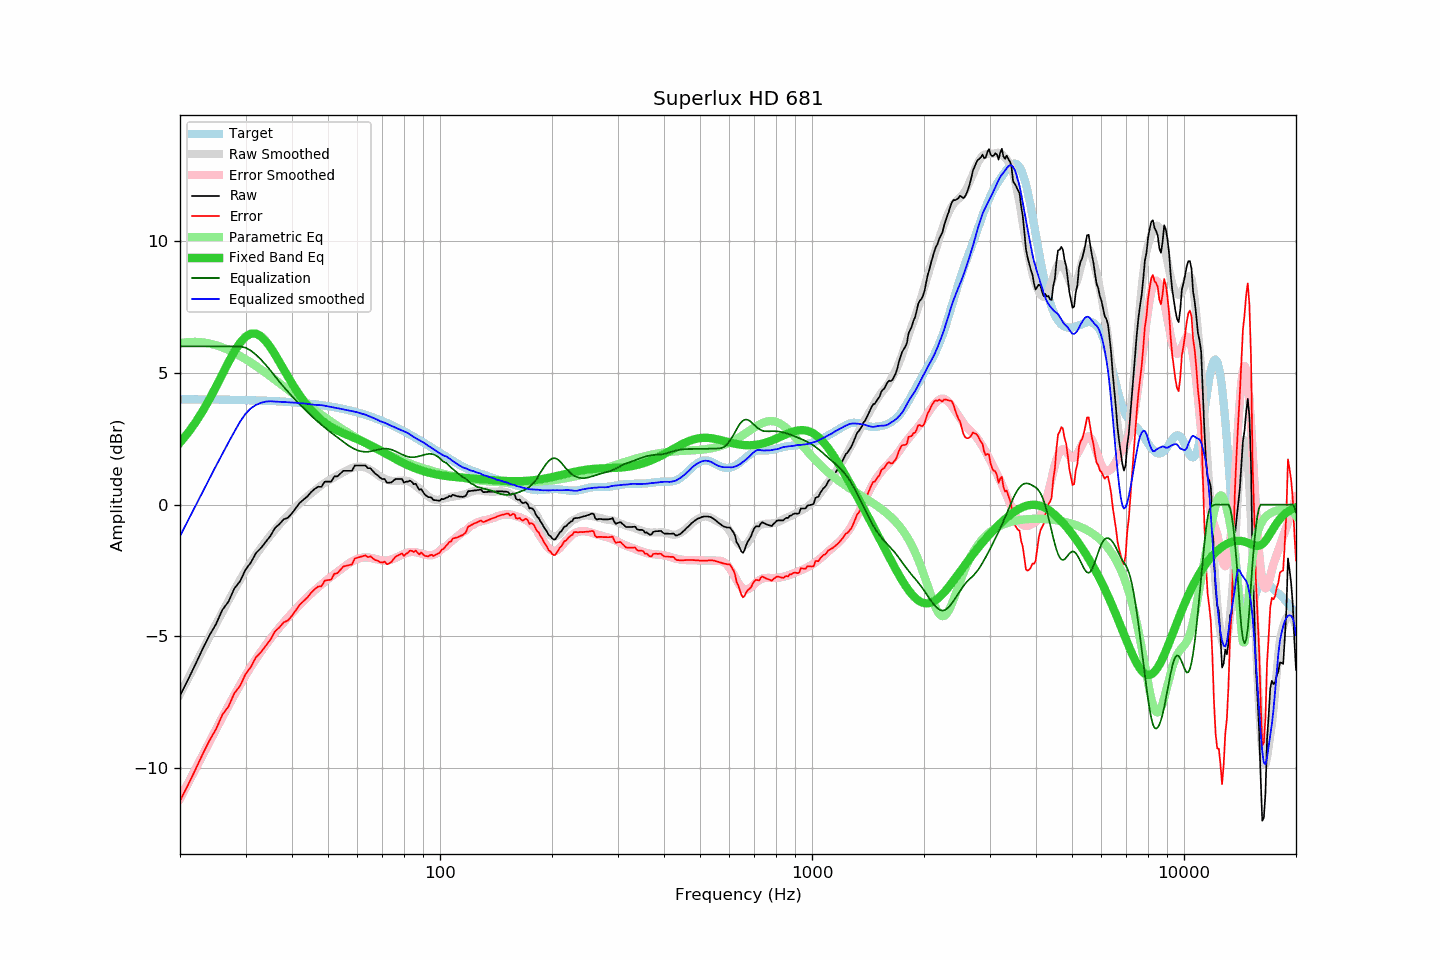 Superlux HD 681
Target
Raw Smoothed
Error Smoothed
Raw
Error
Parametric Eq
Fixed Band Eq
Equalization
Equalized smoothed
10
5
0
−5
−10
Amplitude (dBr)
100
1000
10000
Frequency (Hz)